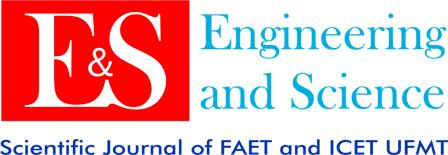 E&S
Engineering
and Science
Scientific Journal of FAET and ICET UFMT